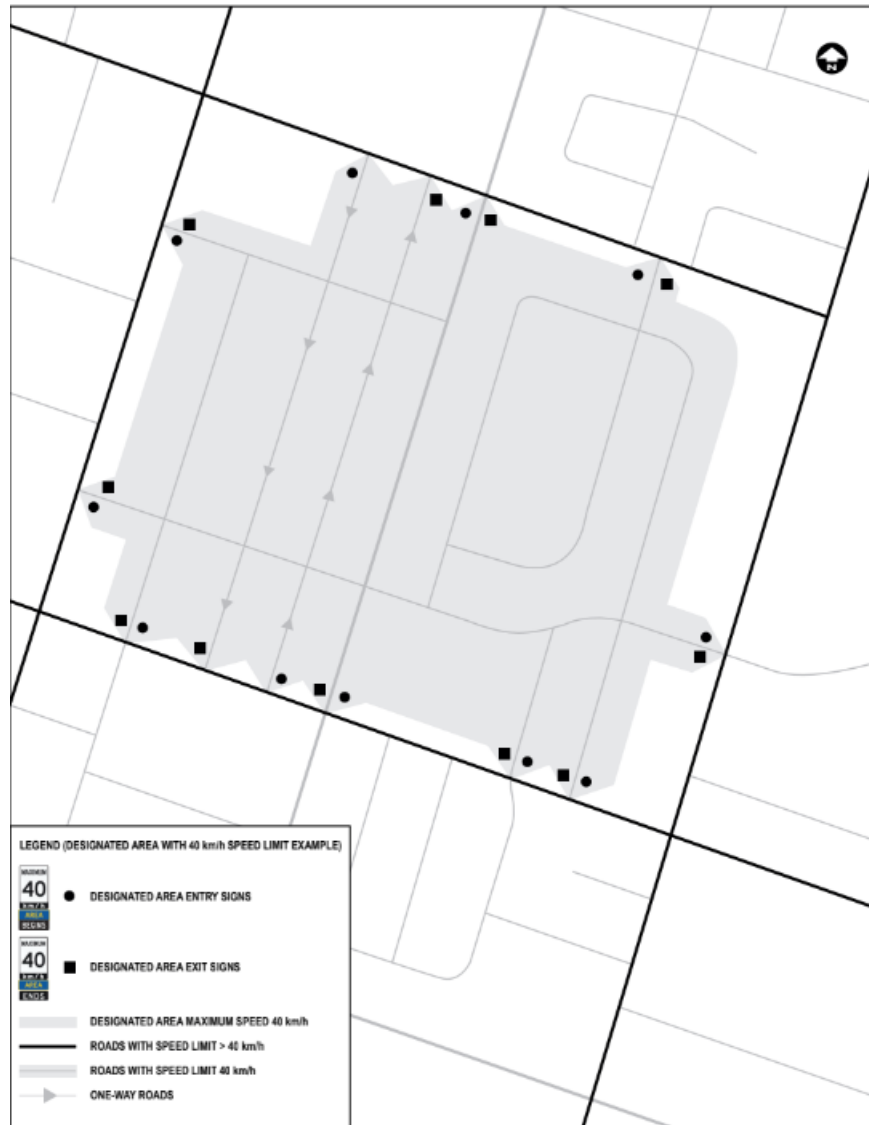 N
LEGEND (DESIGNATED AREA WITH 40 km/h SPEED LIMIT EXAMPLE)
MAXIMUM
40
km/h
AREA
BEGINS
DESIGNATED AREA ENTRY SIGNS
MAXIMUM
40
km/h
AREA
ENDS
DESIGNATED AREA EXIT SIGNS
DESIGNATED AREA MAXIMUM SPEED 40 km/h
ROADS WITH SPEED LIMIT > 40 km/h
ROADS WITH SPEED LIMIT 40 km/h
ONE-WAY ROADS